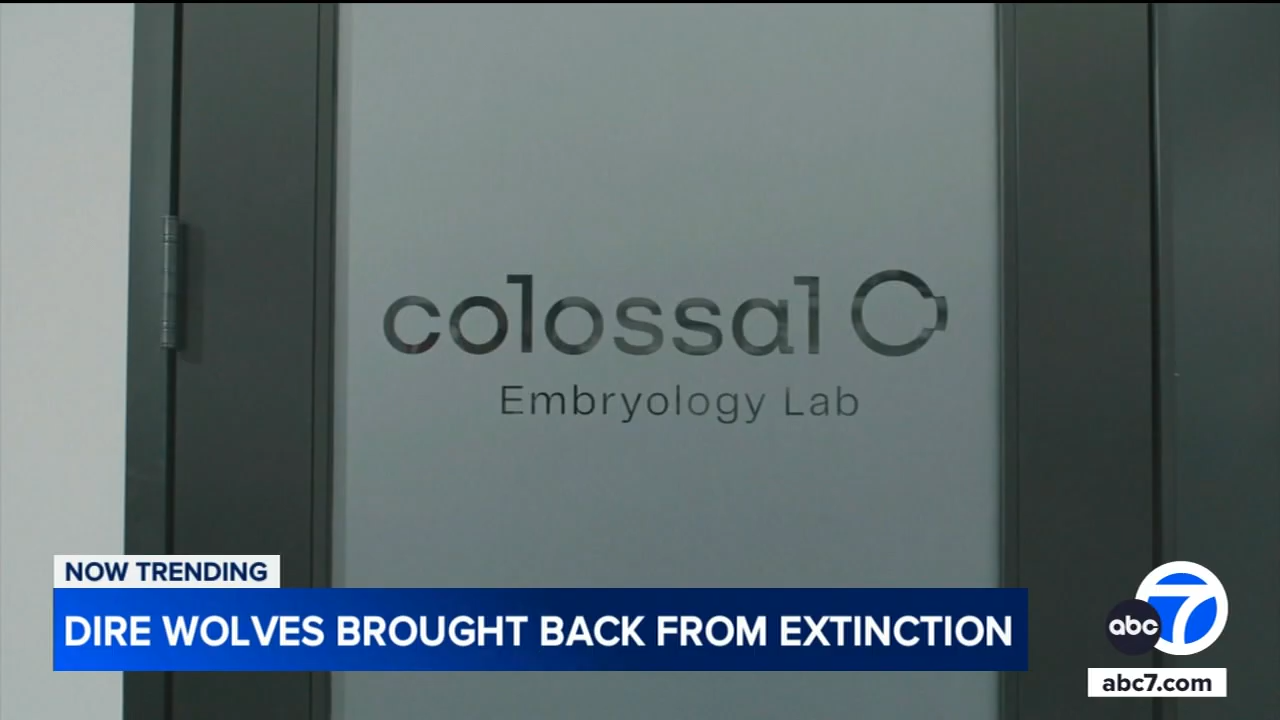 colossal
Embryology Lab
NOW TRENDING
DIRE WOLVES BROUGHT BACK FROM EXTINCTION
abc 7
abc7.com